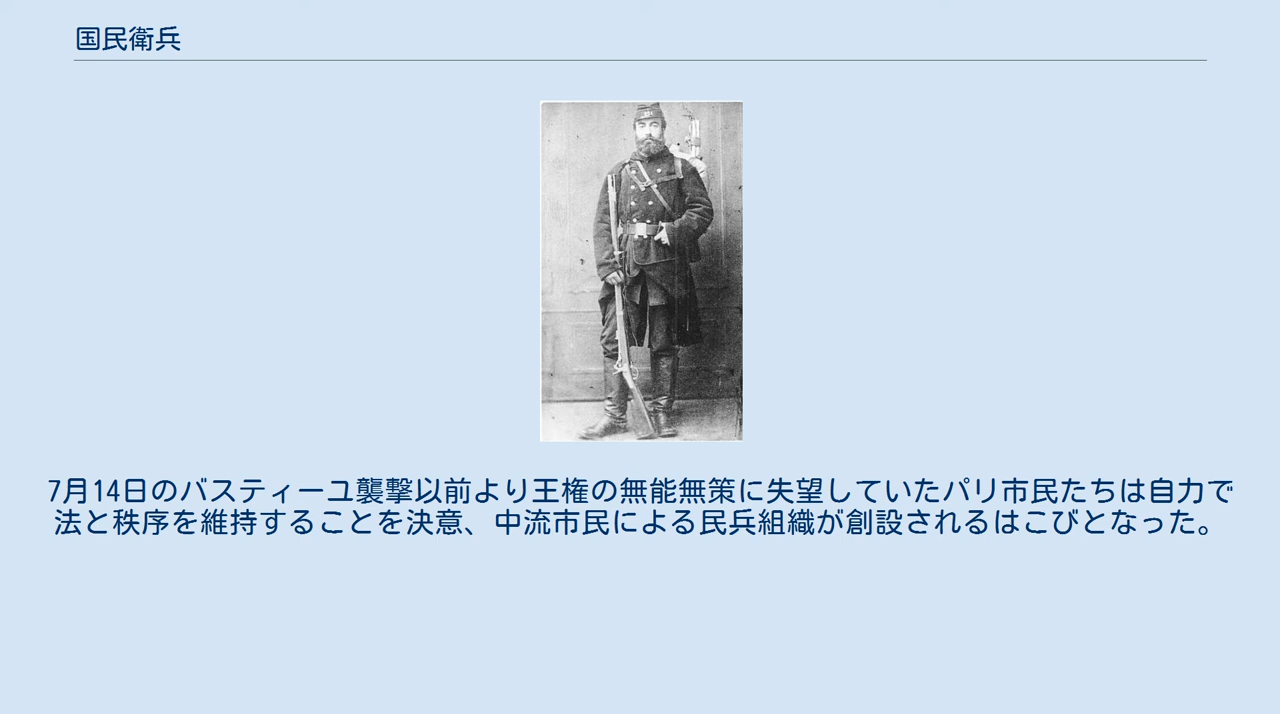 国民衛兵
7月14日のバスティーユ襲撃以前より王権の無能無策に失望していたパリ市民たちは自力で
法と秩序を維持することを決意、中流市民による民兵組織が創設されるはこびとなった。